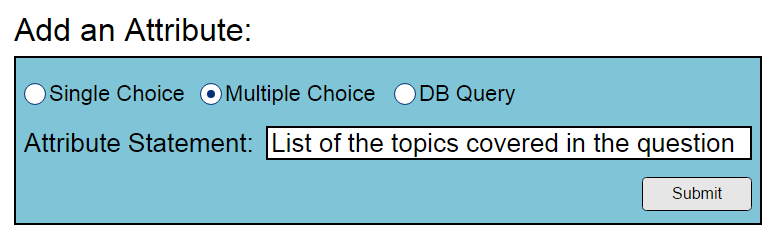 Add an Attribute:
Single Choice Multiple Choice DB Query
Attribute Statement: List of the topics covered in the question
Submit